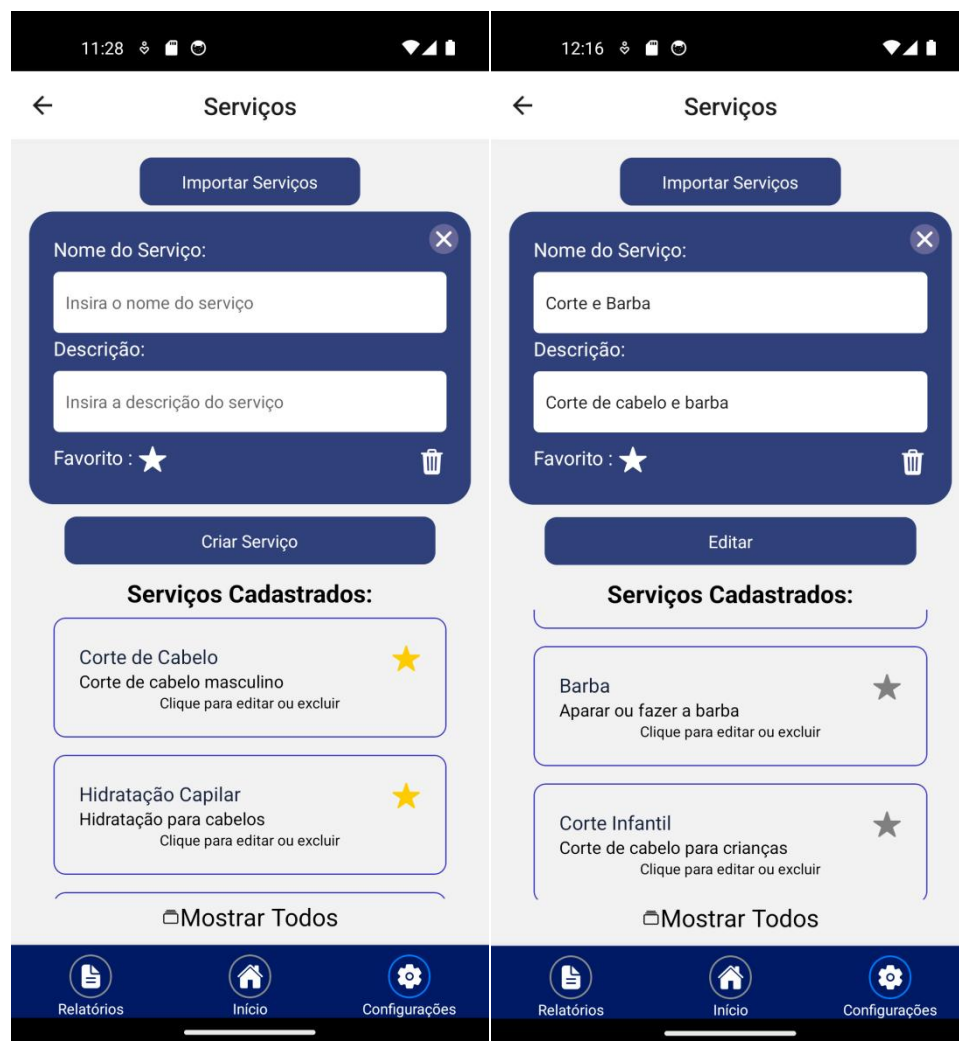 11:28
Serviços
Importar Serviços
Nome do Serviço:
Insira o nome do serviço
Descrição:
Insira a descrição do serviço
Favorito :
Criar Serviço
Serviços Cadastrados:
Corte de Cabelo
Corte de cabelo masculino
Clique para editar ou excluir
Hidratação Capilar
Hidratação para cabelos
Clique para editar ou excluir
Mostrar Todos
Relatórios
Início
Configurações
12:16
Serviços
Importar Serviços
Nome do Serviço:
Corte e Barba
Descrição:
Corte de cabelo e barba
Favorito :
Editar
Serviços Cadastrados:
Barba
Aparar ou fazer a barba
Clique para editar ou excluir
Corte Infantil
Corte de cabelo para crianças
Clique para editar ou excluir
Mostrar Todos
Relatórios
Início
Configurações